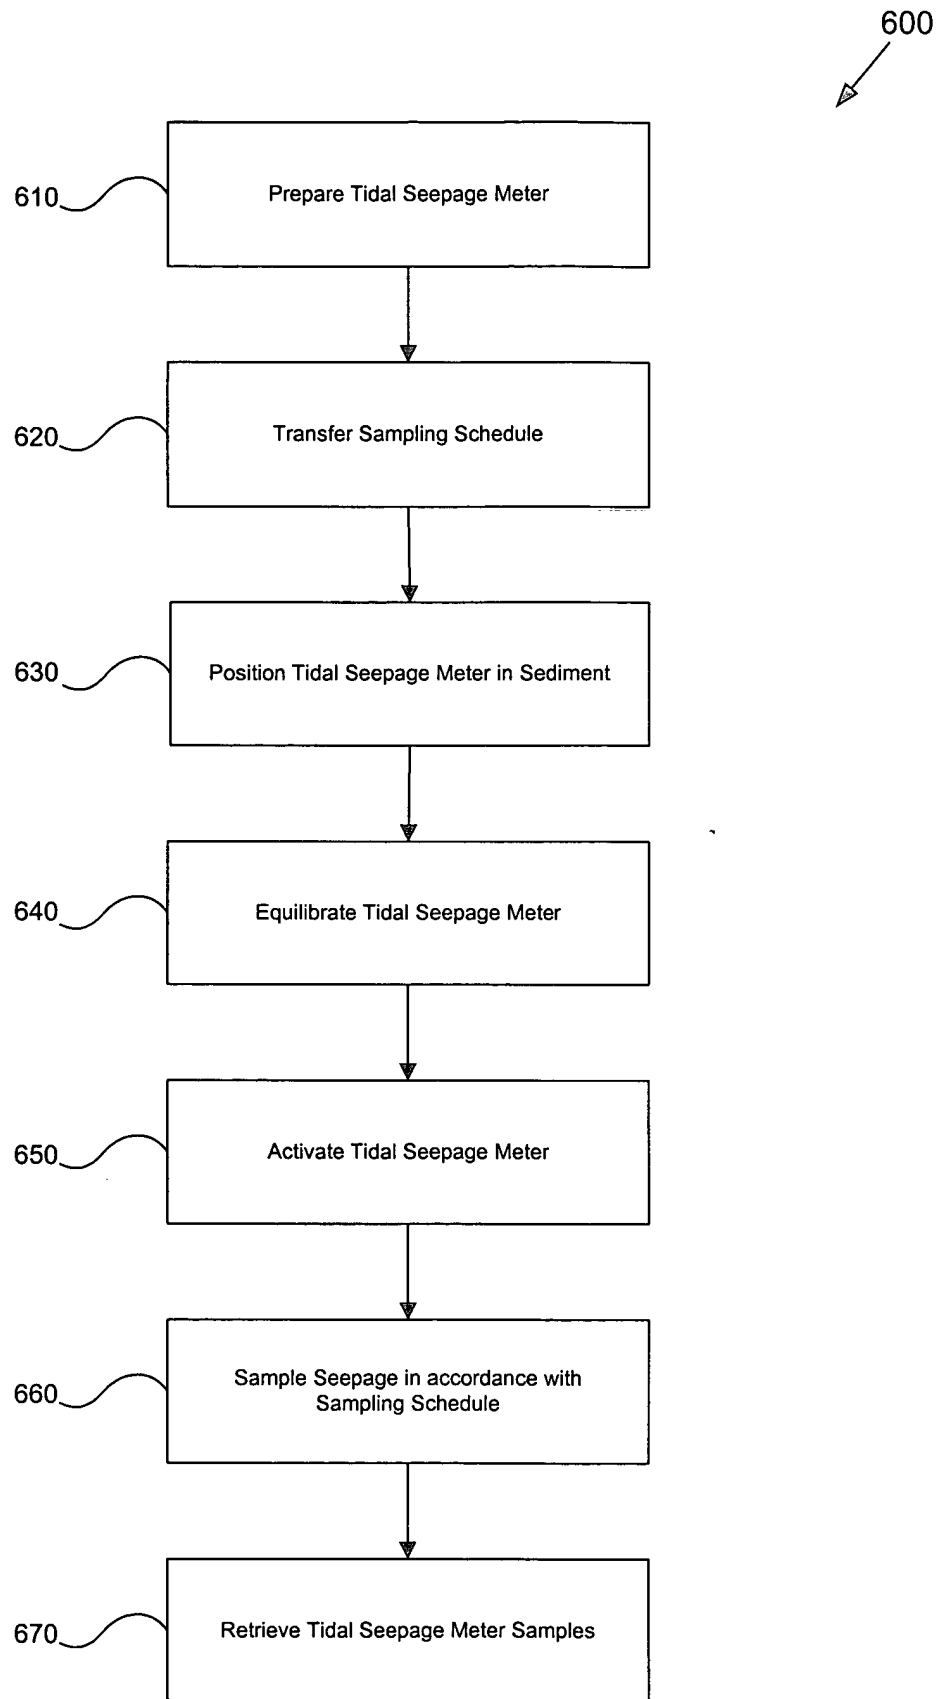 600
610
Prepare Tidal Seepage Meter
620
Transfer Sampling Schedule
630
Position Tidal Seepage Meter in Sediment
640
Equilibrate Tidal Seepage Meter
650
Activate Tidal Seepage Meter
660
Sample Seepage in accordance with
Sampling Schedule
670
Retrieve Tidal Seepage Meter Samples